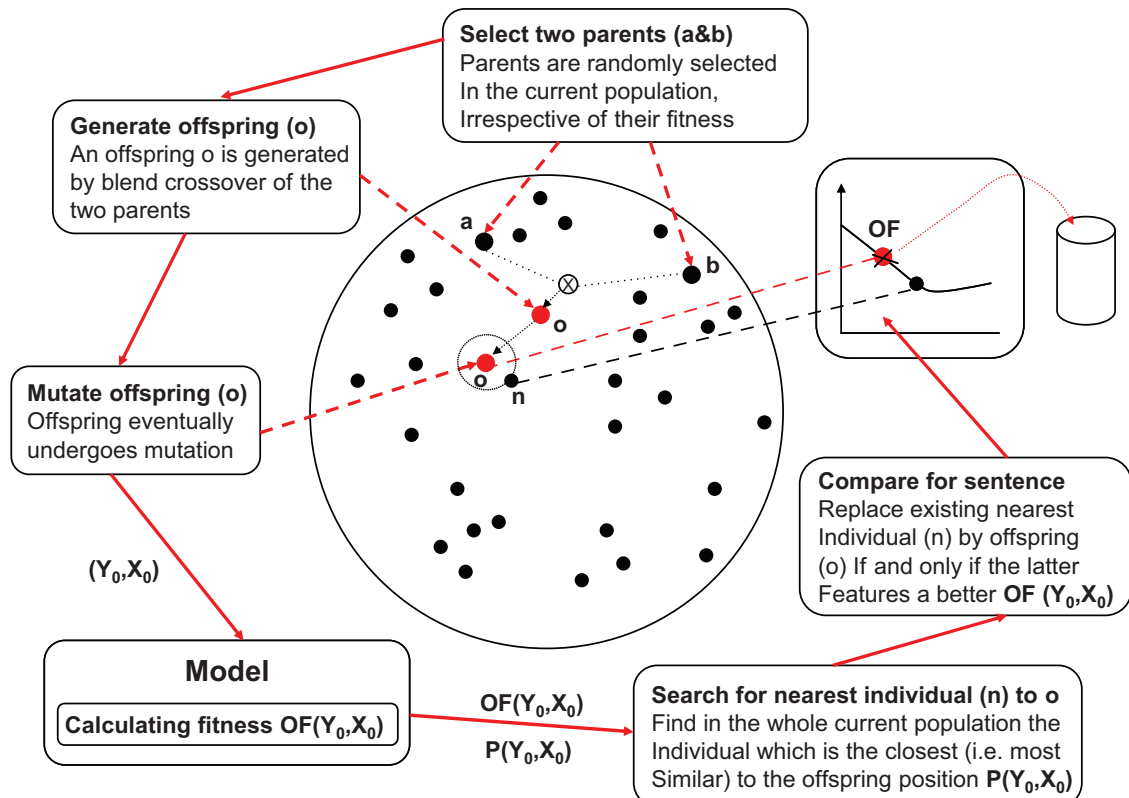 Select two parents (a&b)
Parents are randomly selected
In the current population,
Irrespective of their fitness
Generate offspring (o)
An offspring o is generated
by blend crossover of the
two parents
a
b
X
o
o
n
OF
Mutate offspring (o)
Offspring eventually
undergoes mutation
(Y₀,X₀)
Model
Calculating fitness OF(Y₀,X₀)
OF(Y₀,X₀)
P(Y₀,X₀)
Search for nearest individual (n) to o
Find in the whole current population the
Individual which is the closest (i.e. most
Similar) to the offspring position P(Y₀,X₀)
Compare for sentence
Replace existing nearest
Individual (n) by offspring
(o) If and only if the latter
Features a better OF (Y₀,X₀)